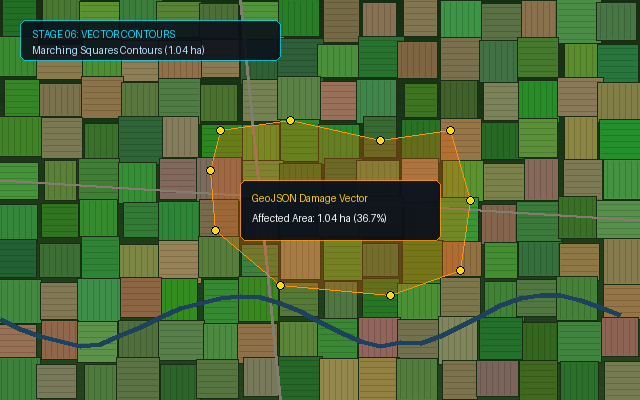 STAGE 06: VECTOR CONTOURS
Marching Squares Contours (1.04 ha)
GeoJSON Damage Vector
Affected Area: 1.04 ha (36.7%)